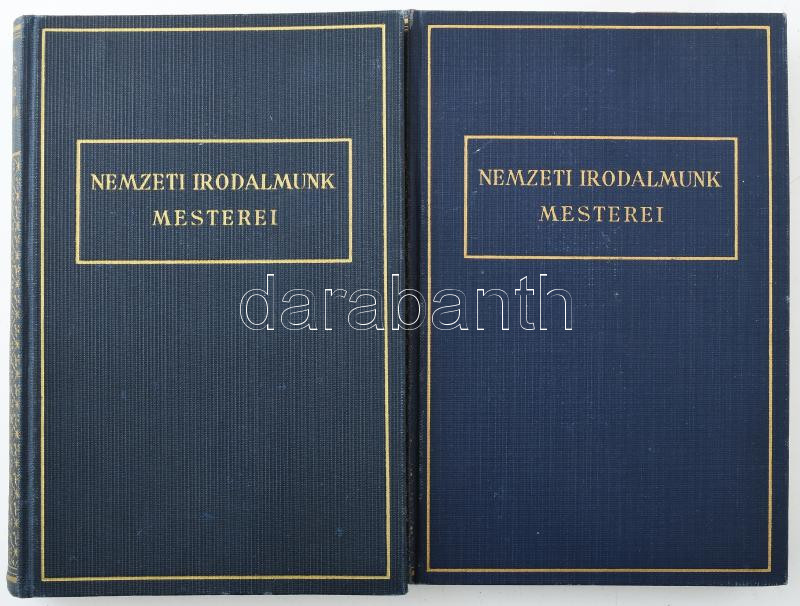 NEMZETI IRODALMUNK
MESTEREI
NEMZETI IRODALMUNK
MESTEREI
darabanth